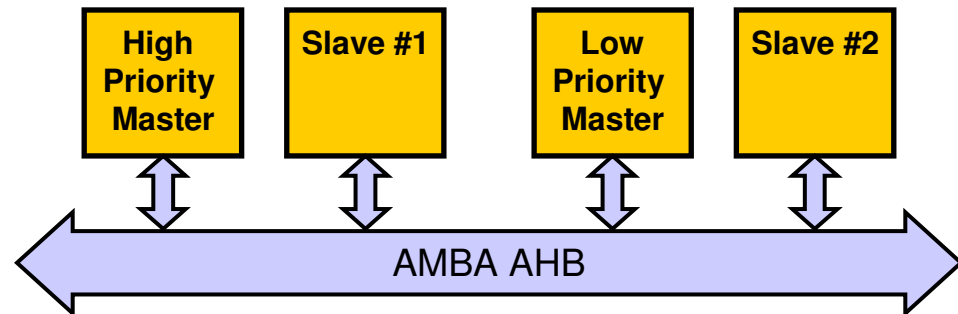 High
Priority
Master
Slave #1
Low
Priority
Master
Slave #2
AMBA AHB